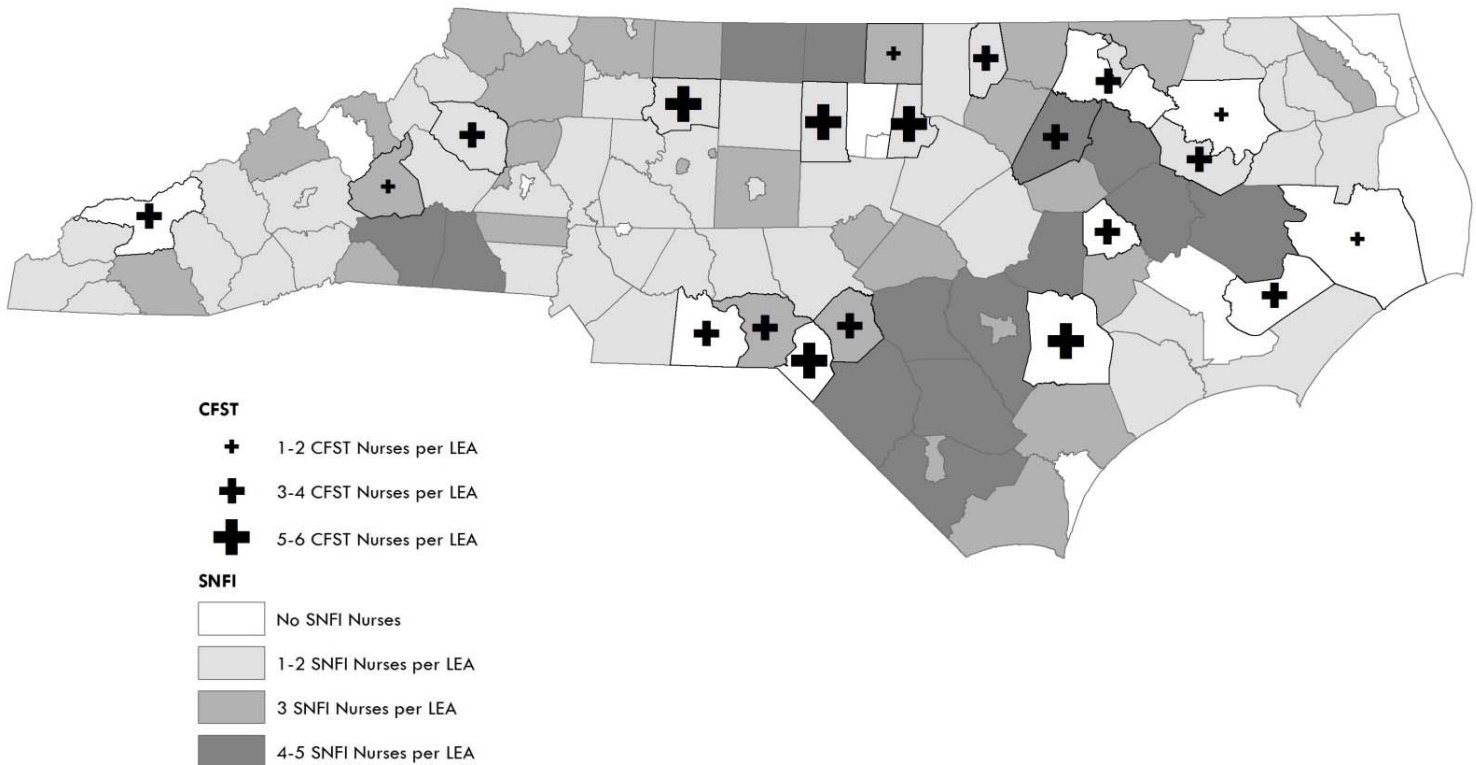 CFST
1-2 CFST Nurses per LEA
3-4 CFST Nurses per LEA
5-6 CFST Nurses per LEA
SNFI
No SNFI Nurses
1-2 SNFI Nurses per LEA
3 SNFI Nurses per LEA
4-5 SNFI Nurses per LEA